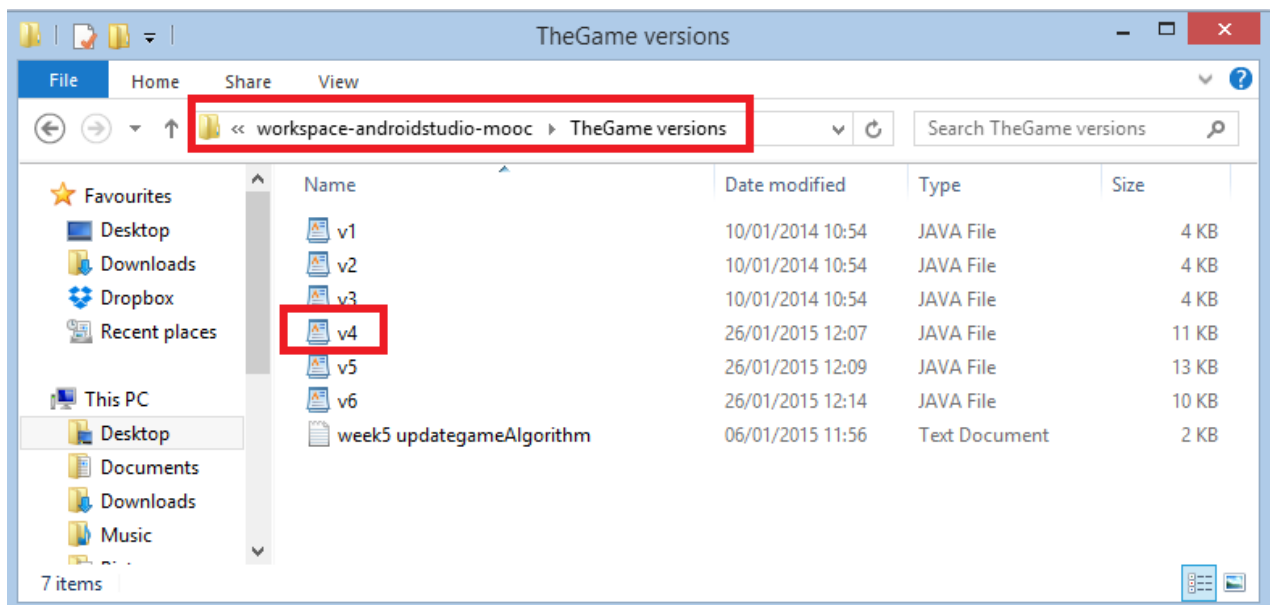 TheGame versions
File Home Share View
« workspace-androidstudio-mooc TheGame versions Search TheGame versions
Name Date modified Type Size
Favourites
Desktop
Downloads
Dropbox
Recent places
This PC
Desktop
Documents
Downloads
Music
v1 10/01/2014 10:54 JAVA File 4 KB
v2 10/01/2014 10:54 JAVA File 4 KB
v3 10/01/2014 10:54 JAVA File 4 KB
v4 26/01/2015 12:07 JAVA File 11 KB
v5 26/01/2015 12:09 JAVA File 13 KB
v6 26/01/2015 12:14 JAVA File 10 KB
week5 updategameAlgorithm 06/01/2015 11:56 Text Document 2 KB
7 items